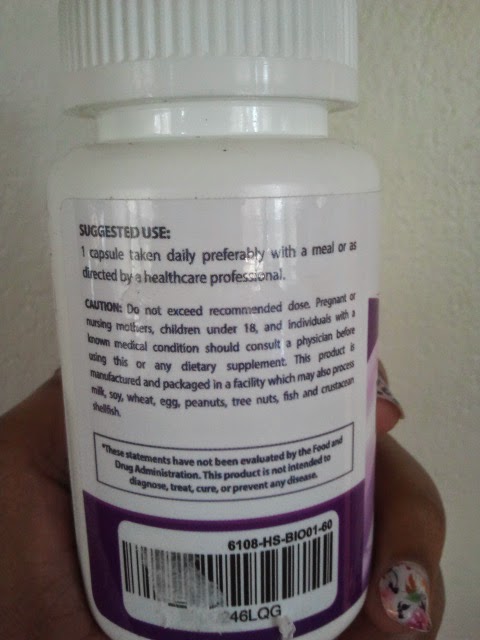 SUGGESTED USE:
1 capsule taken daily preferably with a meal or as
directed by a healthcare professional.
CAUTION: Do not exceed recommended dose. Pregnant or
nursing mothers, children under 18, and individuals with a
known medical condition should consult a physician before
using this or any dietary supplement. This product is
manufactured and packaged in a facility which may also process
milk, soy, wheat, egg, peanuts, tree nuts, fish and crustacean
shellfish.
*These statements have not been evaluated by the Food and
Drug Administration. This product is not intended to
diagnose, treat, cure, or prevent any disease.
6108-HS-BIO01-60
46LQG